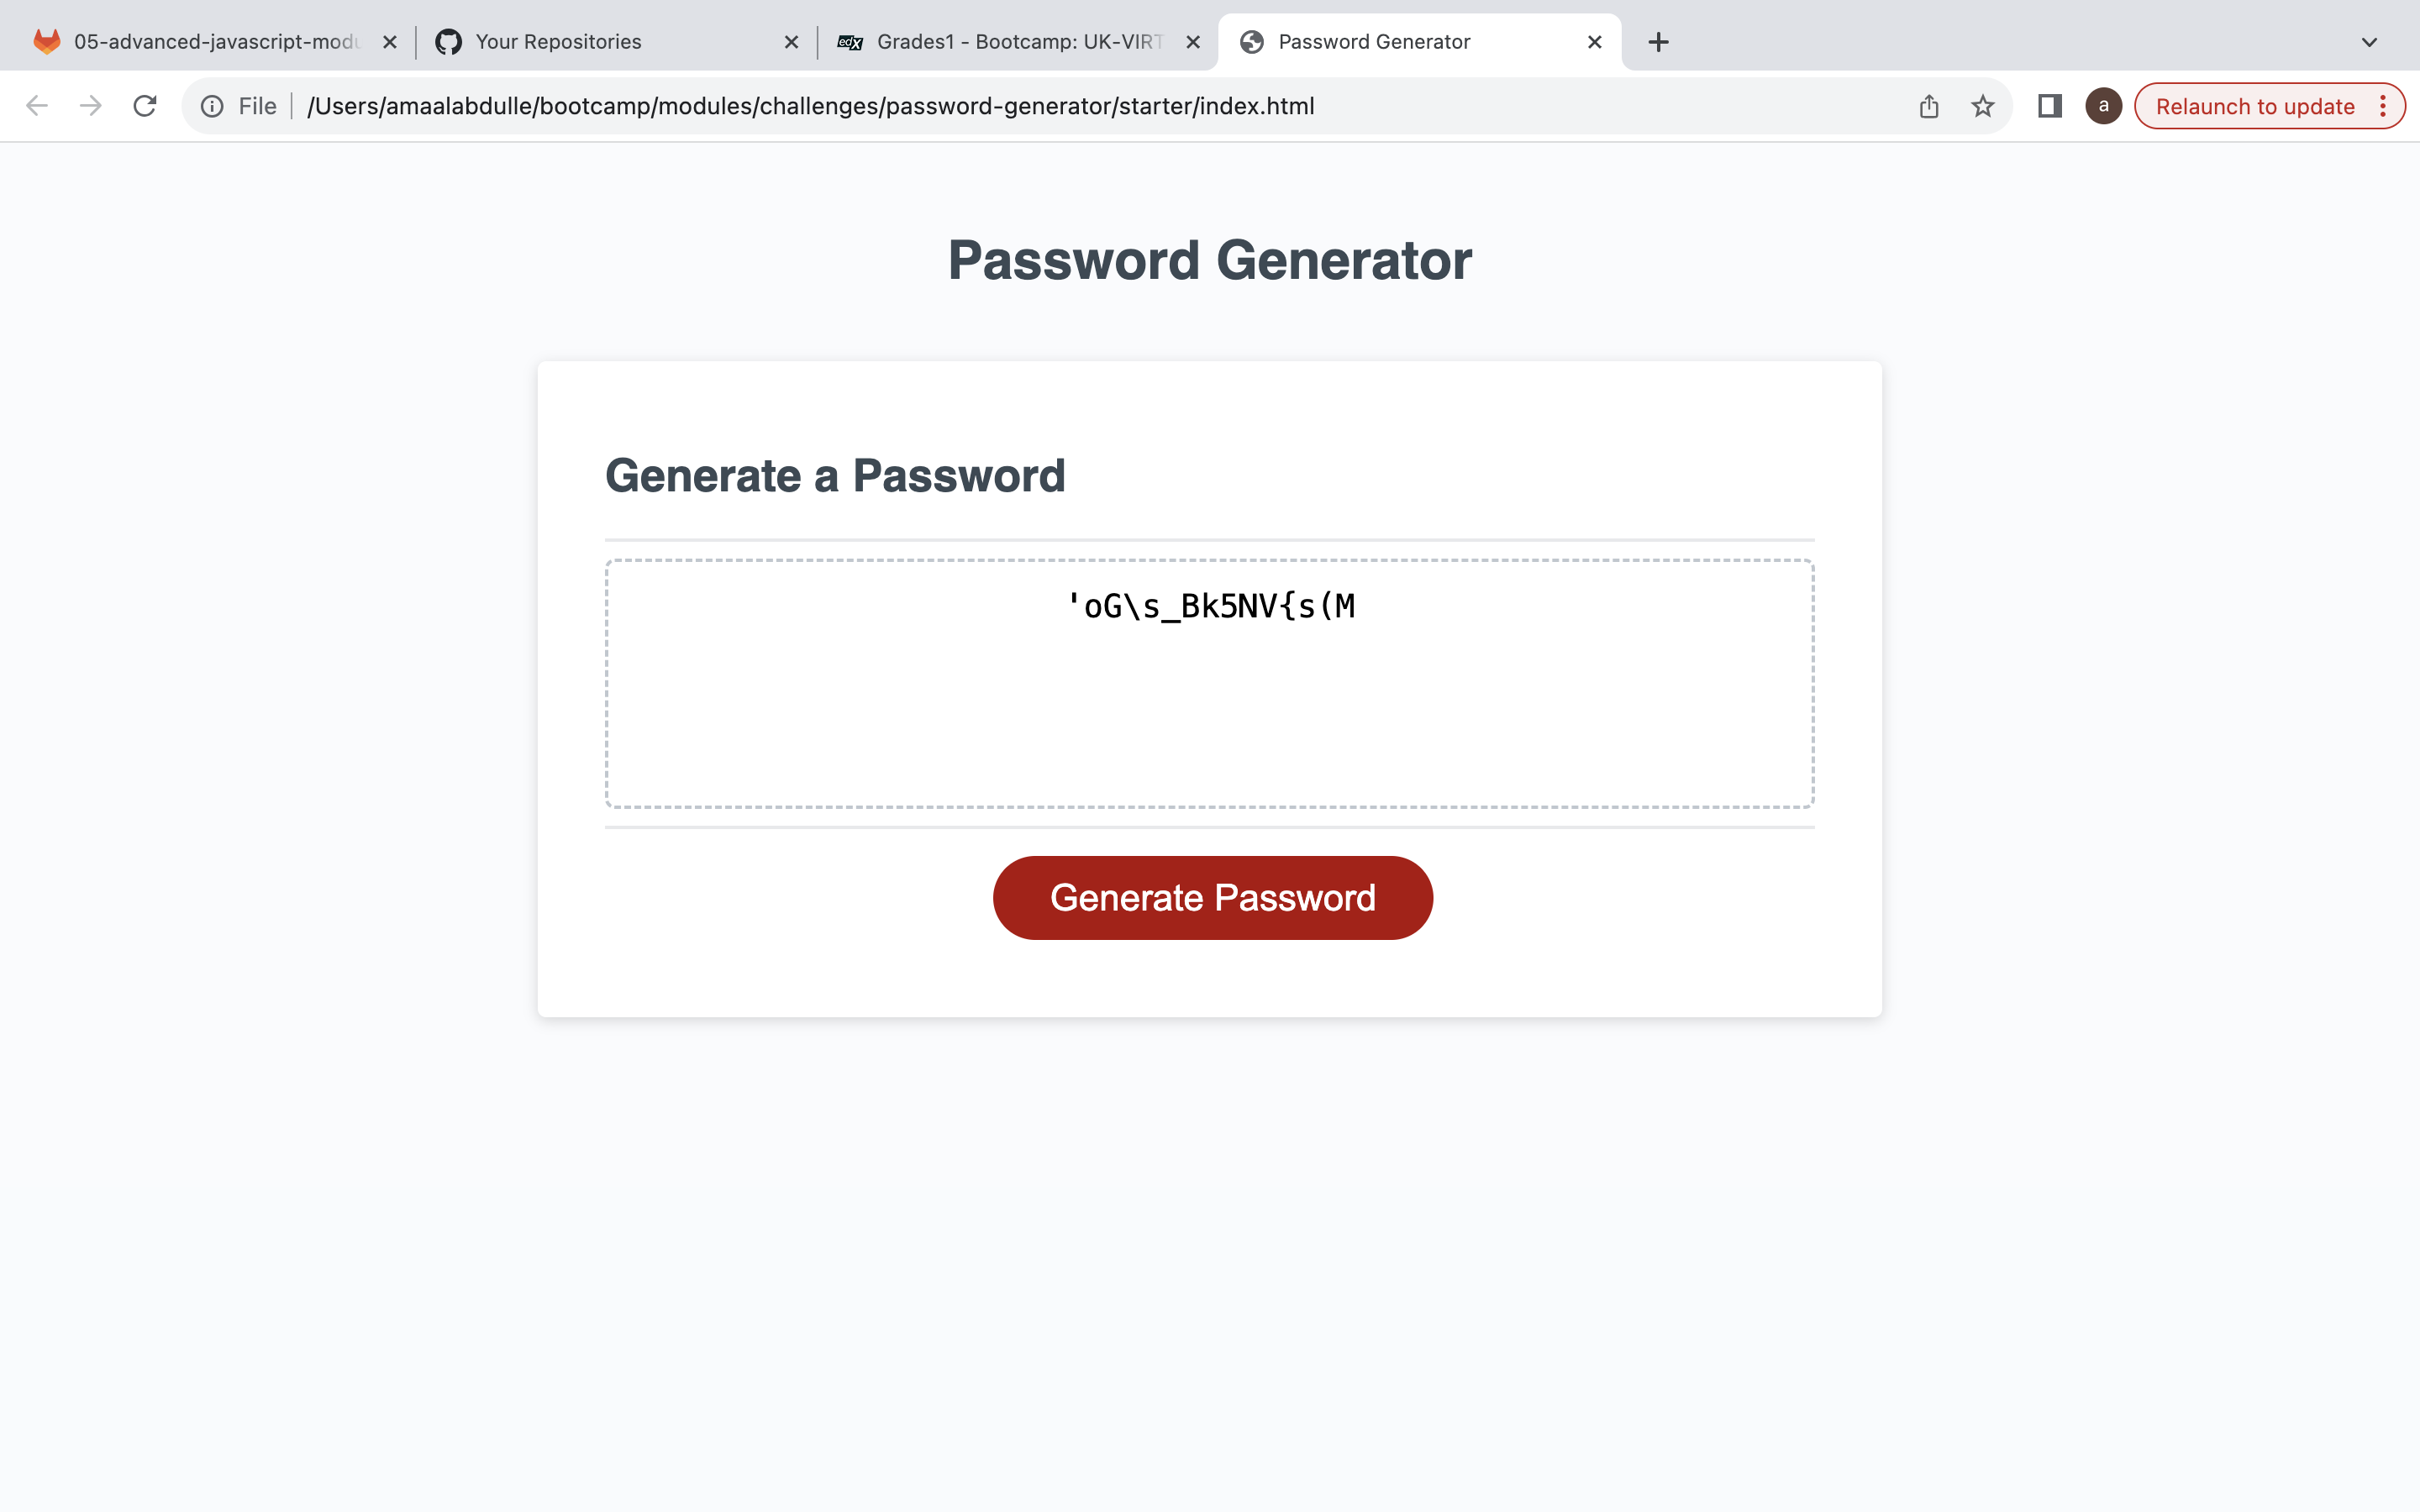 05-advanced-javascript-modu
Your Repositories
edX
Grades1 - Bootcamp: UK-VIRT
Password Generator
File
/Users/amaalabdulle/bootcamp/modules/challenges/password-generator/starter/index.html
a
Relaunch to update
Password Generator
Generate a Password
'oG\s_Bk5NV{s(M
Generate Password